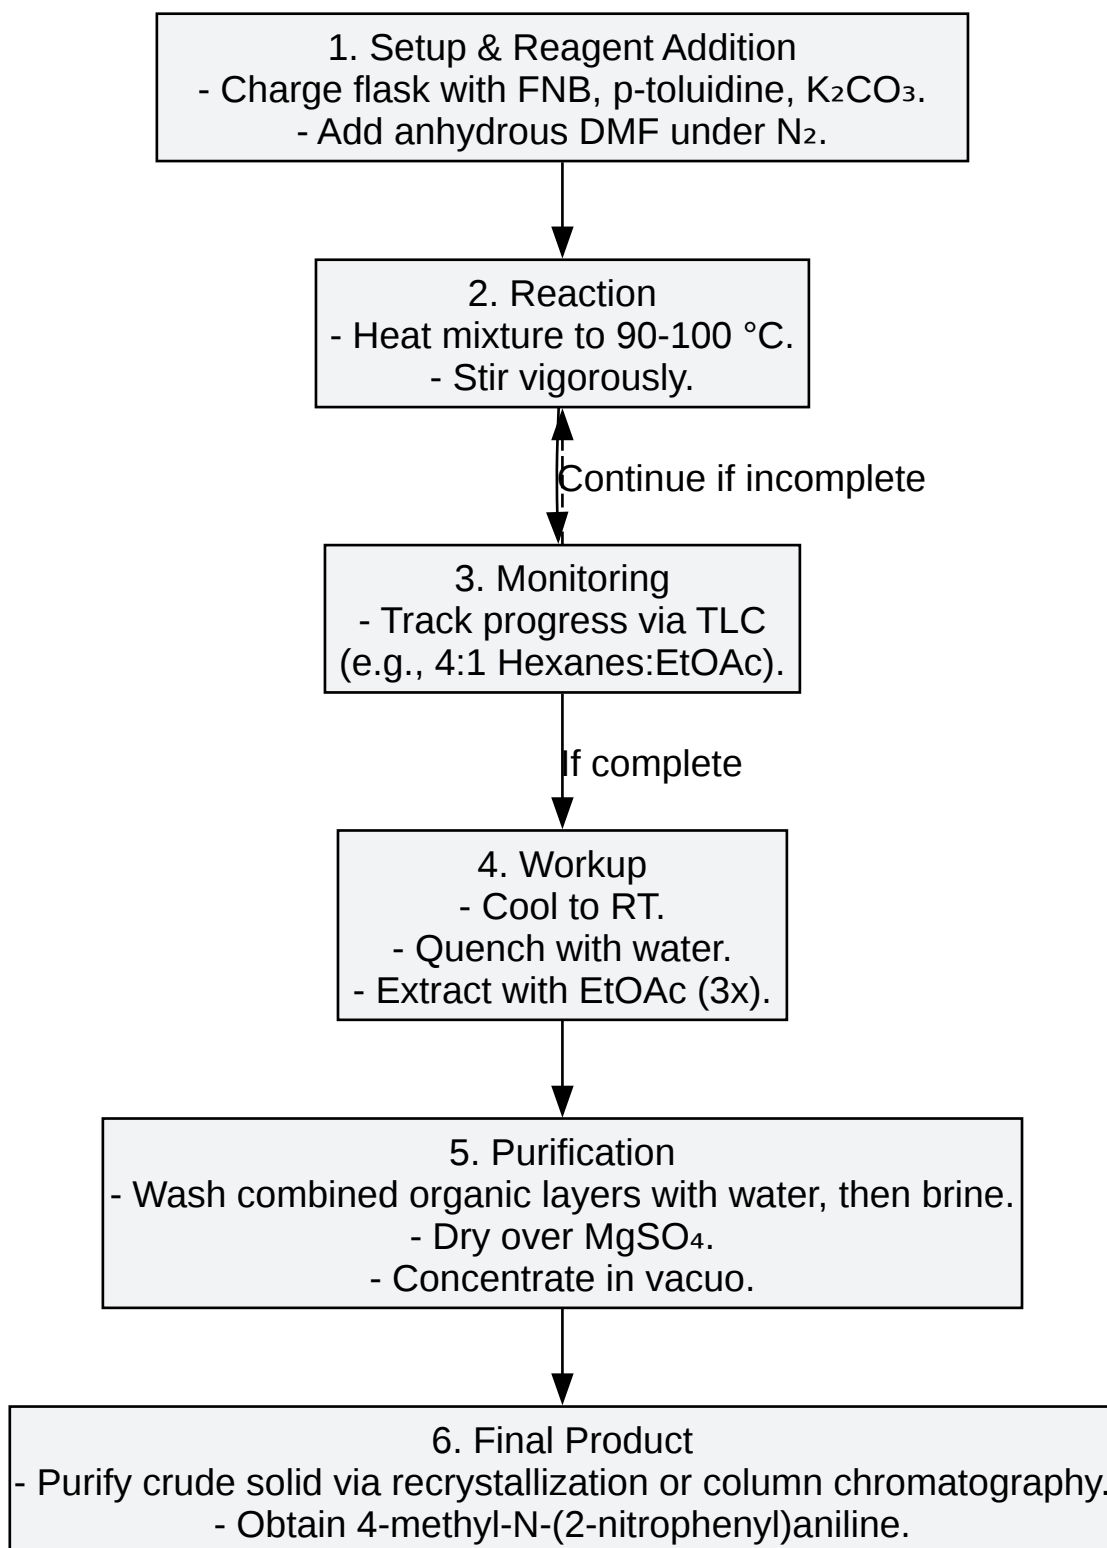 1. Setup & Reagent Addition
- Charge flask with FNB, p-toluidine, K₂CO₃.
- Add anhydrous DMF under N₂.
2. Reaction
- Heat mixture to 90-100 °C.
- Stir vigorously.
Continue if incomplete
3. Monitoring
- Track progress via TLC
(e.g., 4:1 Hexanes:EtOAc).
If complete
4. Workup
- Cool to RT.
- Quench with water.
- Extract with EtOAc (3x).
5. Purification
- Wash combined organic layers with water, then brine.
- Dry over MgSO₄.
- Concentrate in vacuo.
6. Final Product
- Purify crude solid via recrystallization or column chromatography.
- Obtain 4-methyl-N-(2-nitrophenyl)aniline.